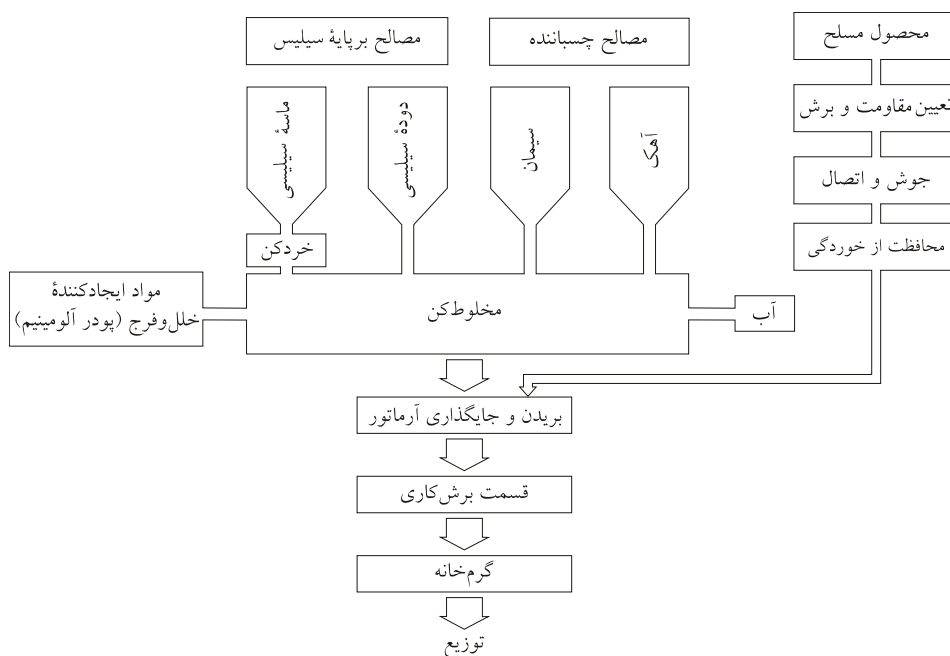 محصول مسلح
مصالح چسباننده
مصالح برپایهٔ سیلیس
تعیین مقاومت و برش
جوش و اتصال
محافظت از خوردگی
آهک
سیمان
دودهٔ سیلیسی
ماسهٔ سیلیسی
خردکن
آب
مخلوط‌کن
مواد ایجادکنندهٔ
خلل‌وفرج (پودر آلومینیم)
بریدن و جایگذاری آرماتور
قسمت برش‌کاری
گرم‌خانه
توزیع